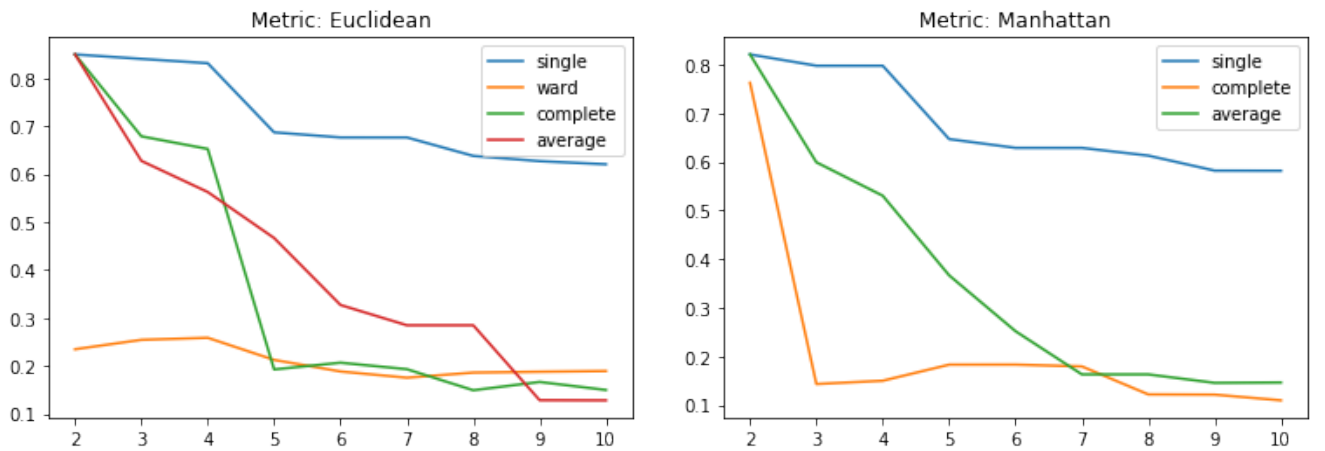 Metric: Euclidean
0.8
0.7
0.6
0.5
0.4
0.3
0.2
0.1
single
ward
complete
average
2 3 4 5 6 7 8 9 10
Metric: Manhattan
0.8
0.7
0.6
0.5
0.4
0.3
0.2
0.1
single
complete
average
2 3 4 5 6 7 8 9 10